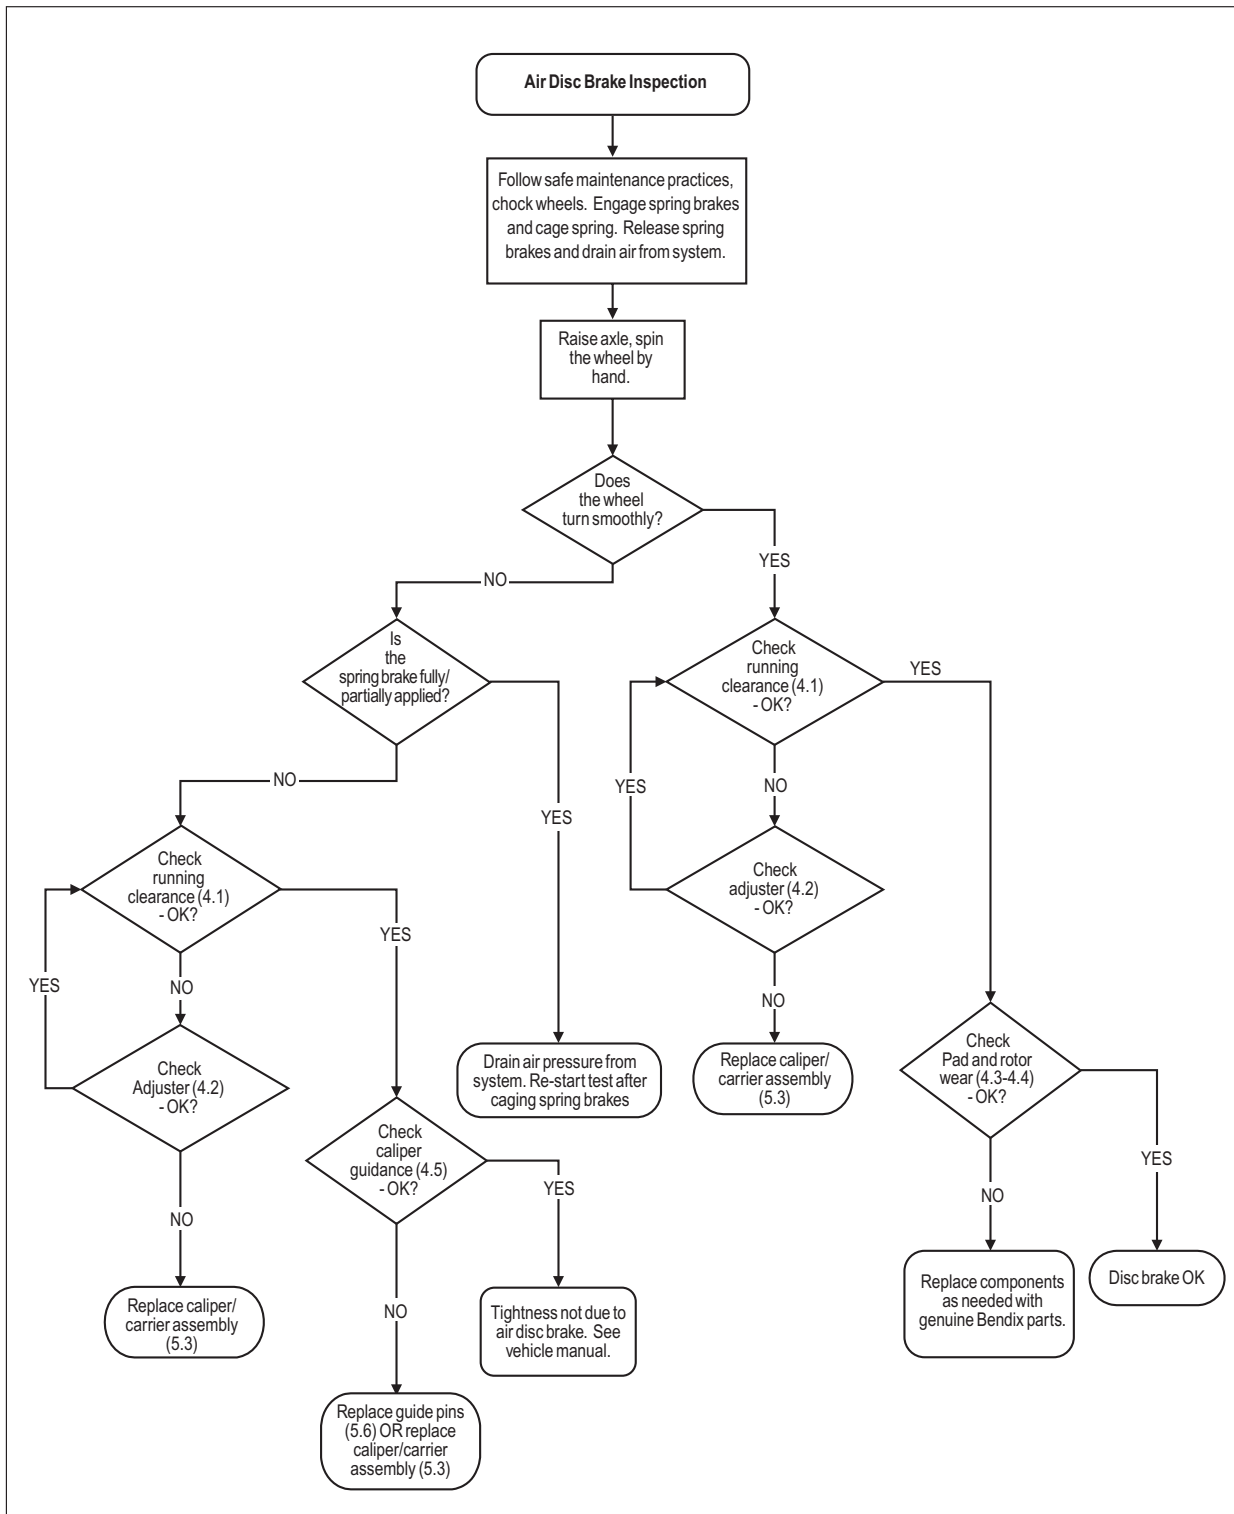 Air Disc Brake Inspection
Follow safe maintenance practices,
chock wheels. Engage spring brakes
and cage spring. Release spring
brakes and drain air from system.
Raise axle, spin
the wheel by
hand.
Does
the wheel
turn smoothly?
NO
YES
Is
the
spring brake fully/
partially applied?
Check
running
clearance (4.1)
- OK?
YES
NO
YES
NO
YES
Check
running
clearance (4.1)
- OK?
Check
adjuster (4.2)
- OK?
YES
YES
NO
NO
Check
Adjuster (4.2)
- OK?
Drain air pressure from
system. Re-start test after
caging spring brakes
Replace caliper/
carrier assembly
(5.3)
Check
Pad and rotor
wear (4.3-4.4)
- OK?
Check
caliper
guidance (4.5)
- OK?
YES
YES
NO
NO
Replace caliper/
carrier assembly
(5.3)
NO
Tightness not due to
air disc brake. See
vehicle manual.
Replace components
as needed with
genuine Bendix parts.
Disc brake OK
Replace guide pins
(5.6) OR replace
caliper/carrier
assembly (5.3)